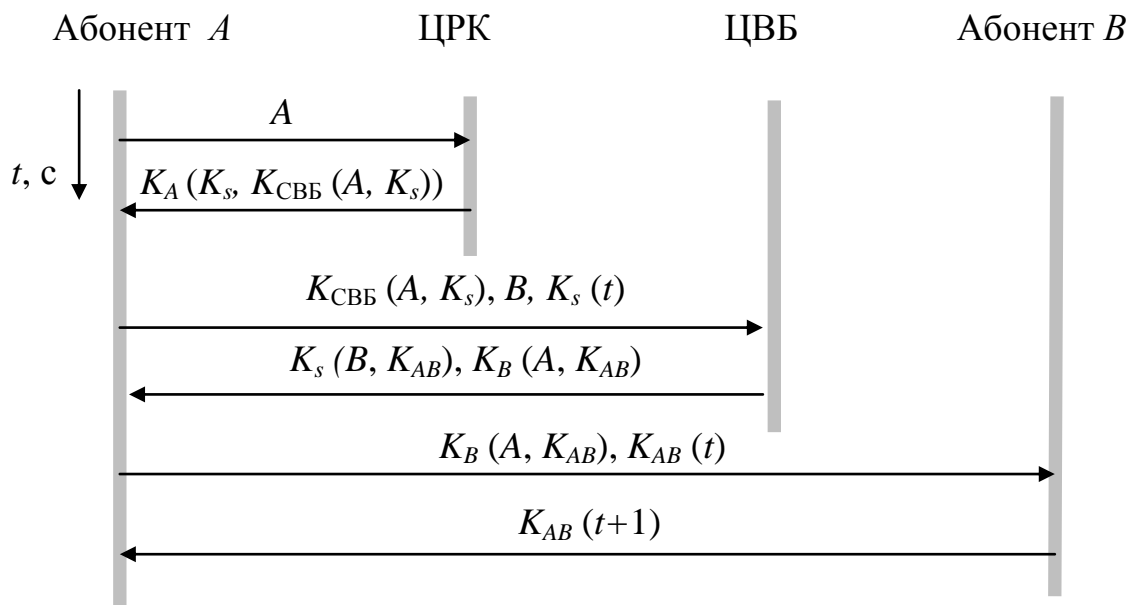 Абонент A ЦРК ЦВБ Абонент B
A
t, с
K_A (K_s, K_СВБ (A, K_s))
K_СВБ (A, K_s), B, K_s (t)
K_s (B, K_AB), K_B (A, K_AB)
K_B (A, K_AB), K_AB (t)
K_AB (t+1)